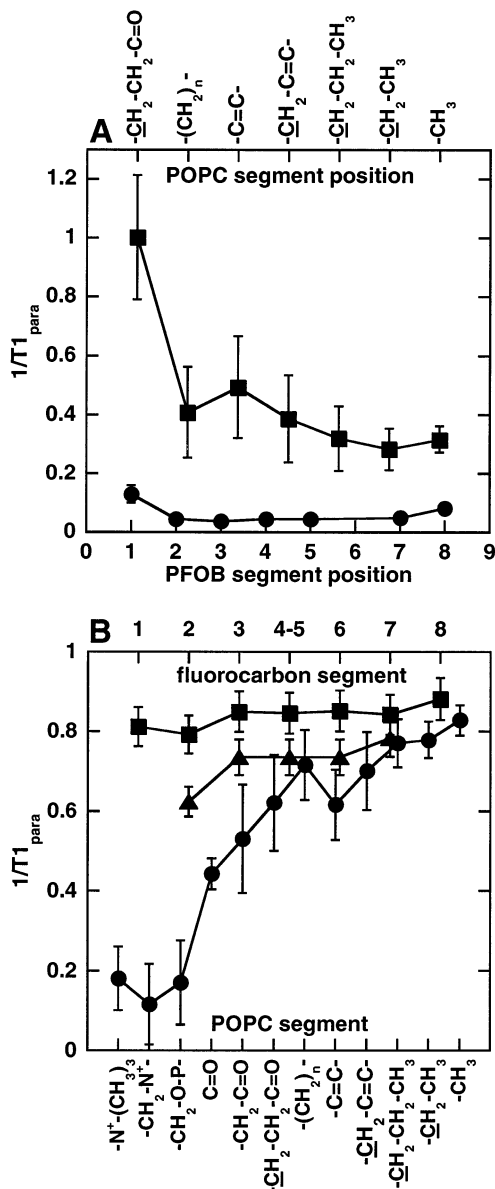 -CH2-CH2-C=O
-(CH2)n-
-C=C-
-CH2-C=C-
-CH2-CH2-CH3
-CH2-CH3
-CH3
A
POPC segment position
1.2
1
0.8
0.6
0.4
0.2
0
1/T1para
0 1 2 3 4 5 6 7 8 9
PFOB segment position
B
1 2 3 4-5 6 7 8
fluorocarbon segment
1
0.8
0.6
0.4
0.2
0
1/T1para
POPC segment
-N+-(CH3)3
-CH2-N+-
-CH2-O-P-
C=O
-CH2-C=O
-CH2-CH2-C=O
-(CH2)n-
-C=C-
-CH2-C=C-
-CH2-CH2-CH3
-CH2-CH3
-CH3